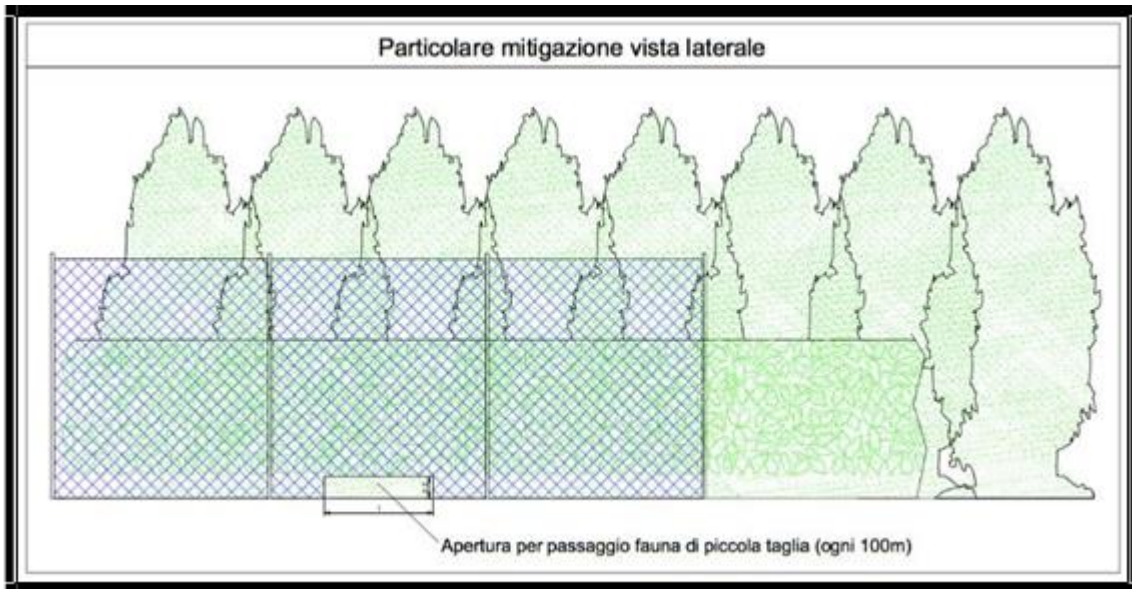 Particolare mitigazione vista laterale
Apertura per passaggio fauna di piccola taglia (ogni 100m)